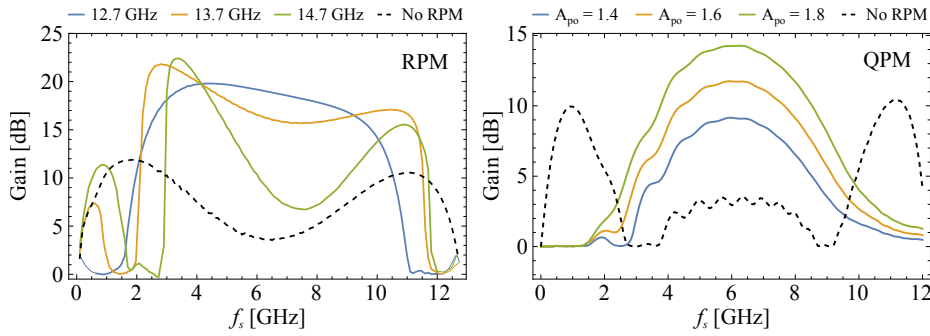 12.7 GHz 13.7 GHz 14.7 GHz No RPM
RPM
Gain [dB]
25
20
15
10
5
0
0 2 4 6 8 10 12
f_s [GHz]
A_po = 1.4 A_po = 1.6 A_po = 1.8 No RPM
QPM
Gain [dB]
15
10
5
0
0 2 4 6 8 10 12
f_s [GHz]